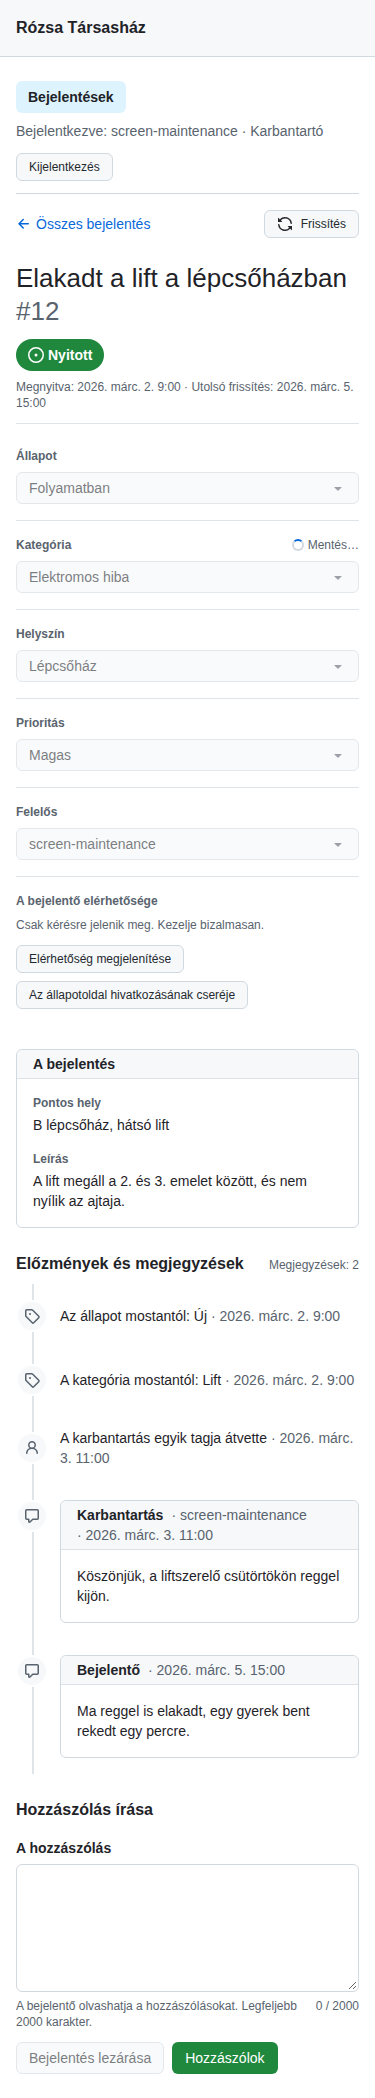 Rózsa Társasház
Bejelentések
Bejelentkezve: screen-maintenance · Karbantartó
Kijelentkezés
Összes bejelentés
Frissítés
Elakadt a lift a lépcsőházban
#12
Nyitott
Megnyitva: 2026. márc. 2. 9:00 · Utolsó frissítés: 2026. márc. 5.
15:00
Állapot
Folyamatban
Kategória
Mentés…
Elektromos hiba
Helyszín
Lépcsőház
Prioritás
Magas
Felelős
screen-maintenance
A bejelentő elérhetősége
Csak kérésre jelenik meg. Kezelje bizalmasan.
Elérhetőség megjelenítése
Az állapotoldal hivatkozásának cseréje
A bejelentés
Pontos hely
B lépcsőház, hátsó lift
Leírás
A lift megáll a 2. és 3. emelet között, és nem
nyílik az ajtaja.
Előzmények és megjegyzések
Megjegyzések: 2
Az állapot mostantól: Új · 2026. márc. 2. 9:00
A kategória mostantól: Lift · 2026. márc. 2. 9:00
A karbantartás egyik tagja átvette · 2026. márc.
3. 11:00
Karbantartás · screen-maintenance
· 2026. márc. 3. 11:00
Köszönjük, a liftszerelő csütörtökön reggel
kijön.
Bejelentő · 2026. márc. 5. 15:00
Ma reggel is elakadt, egy gyerek bent
rekedt egy percre.
Hozzászólás írása
A hozzászólás
A bejelentő olvashatja a hozzászólásokat. Legfeljebb
2000 karakter.
0 / 2000
Bejelentés lezárása
Hozzászólok